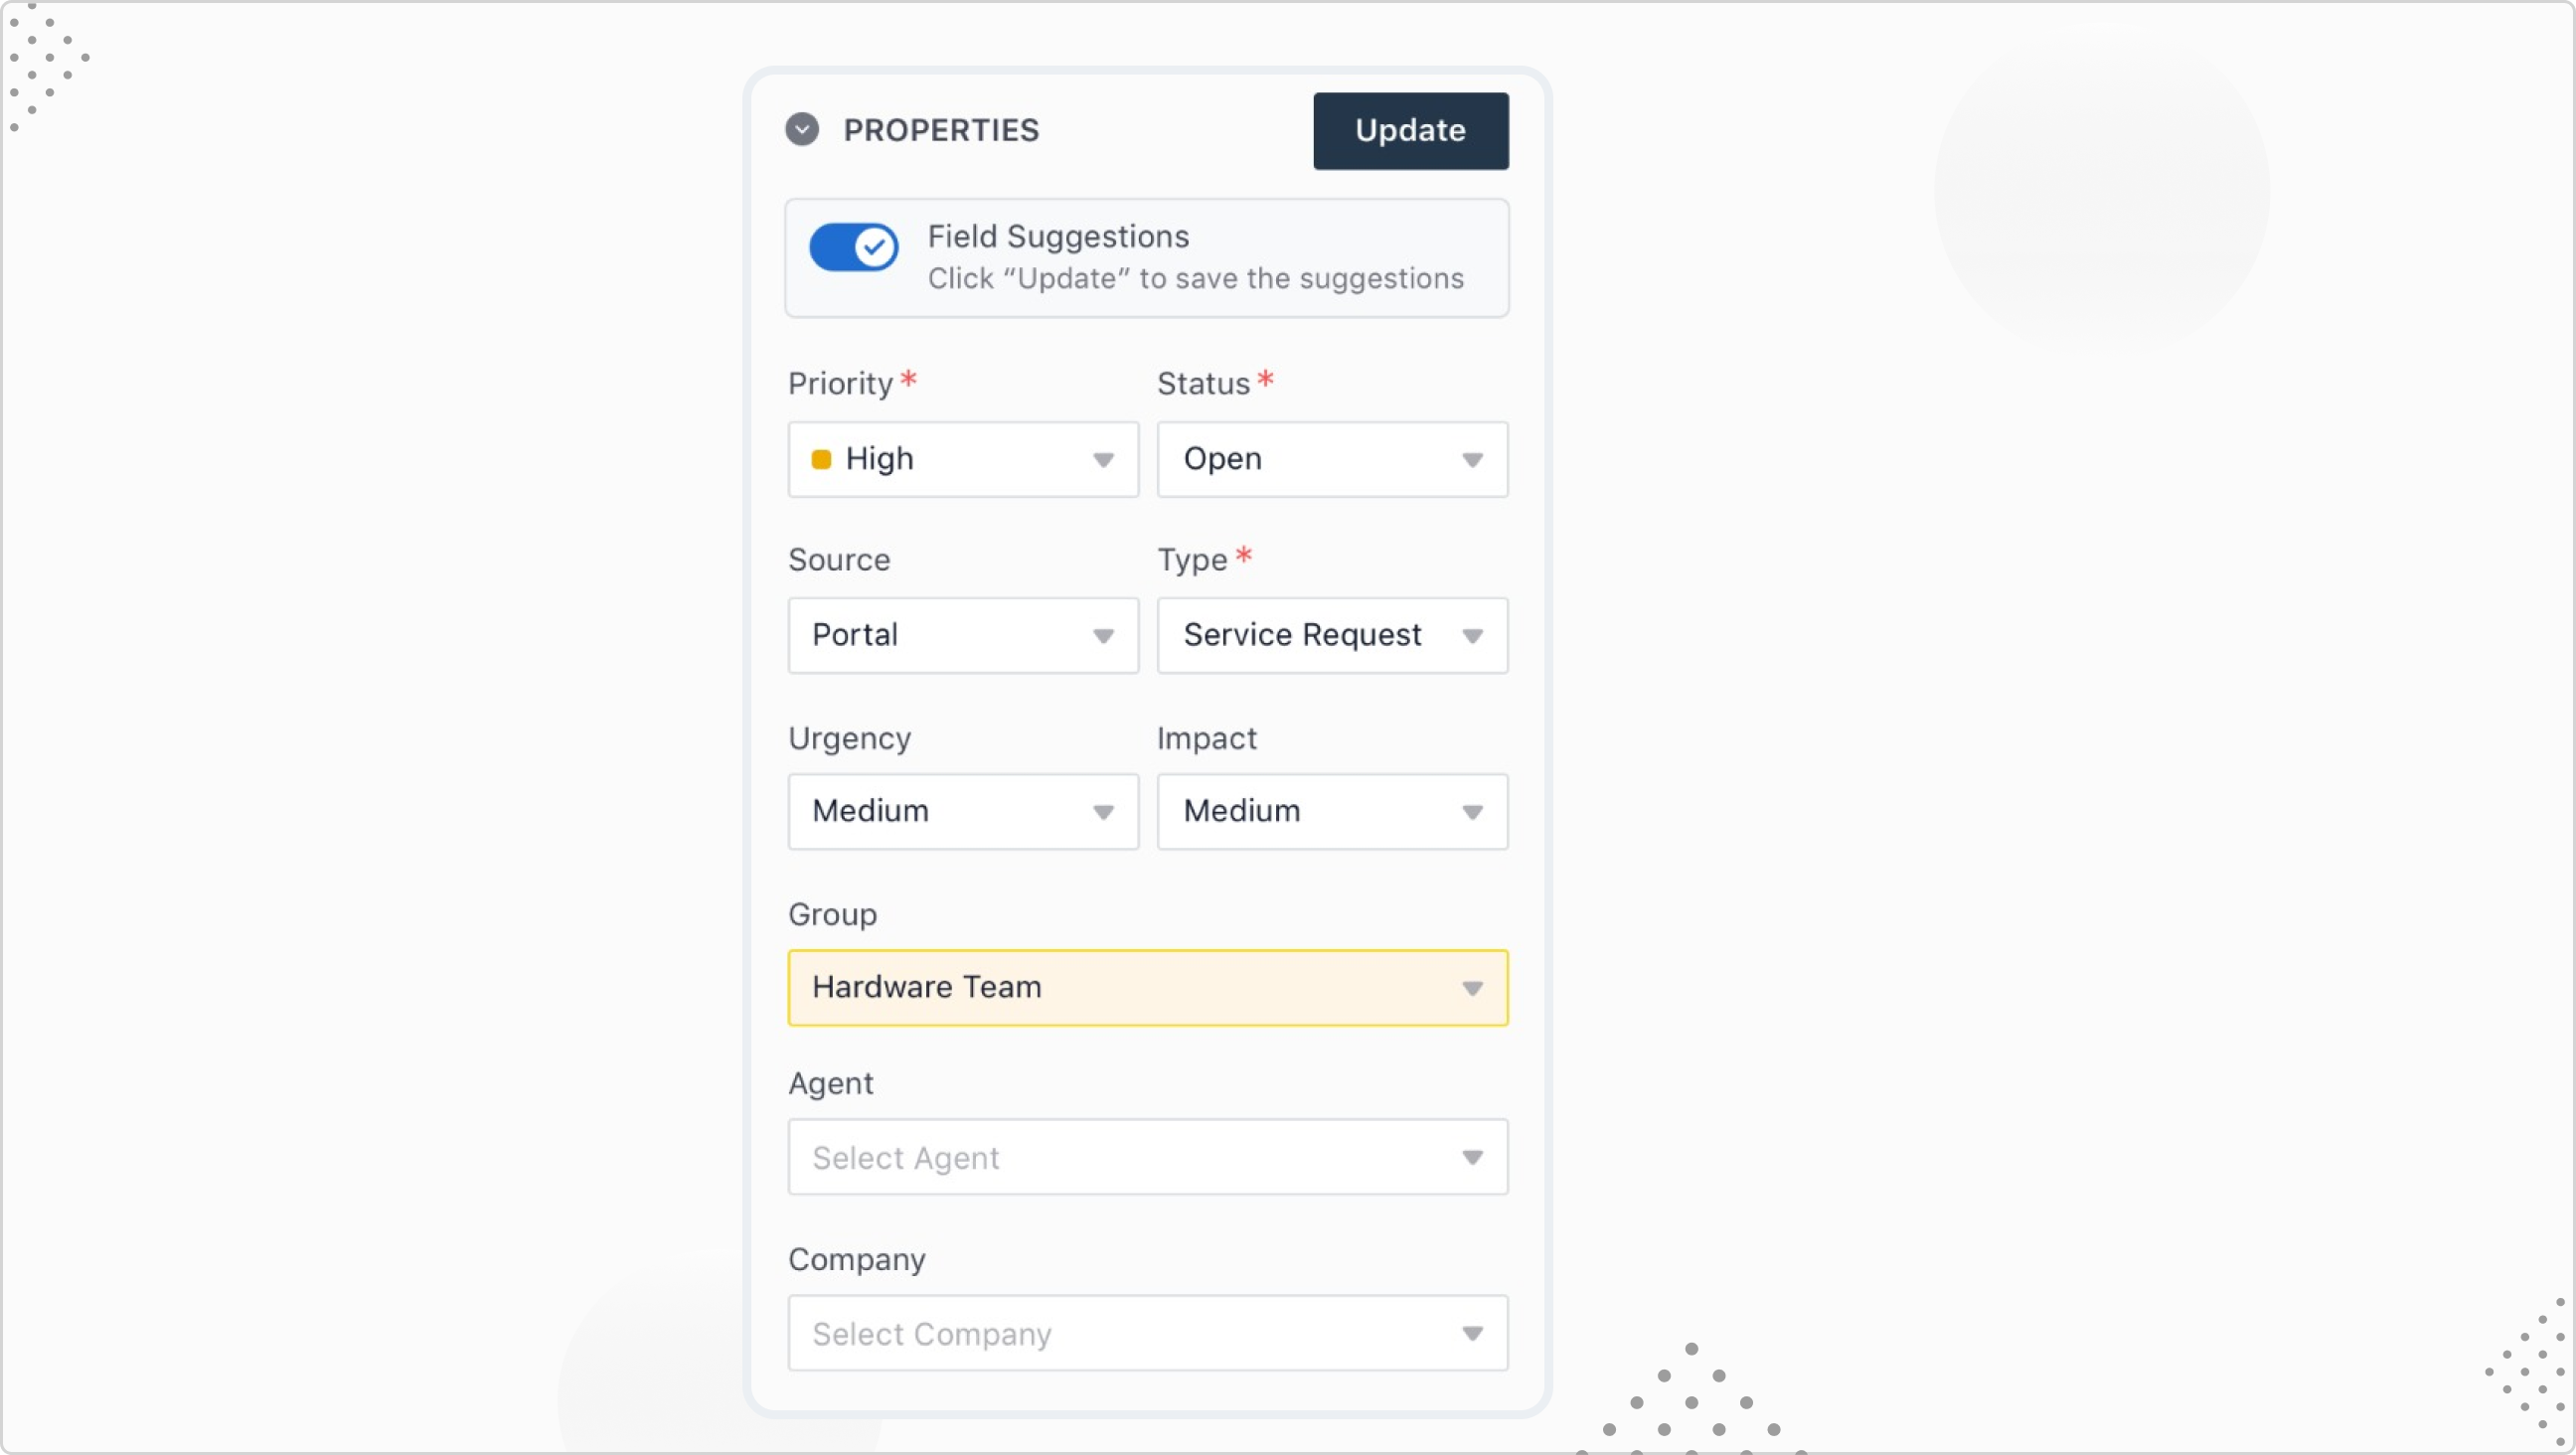 PROPERTIES
Update
Field Suggestions
Click “Update” to save the suggestions
Priority *
Status *
High
Open
Source
Type *
Portal
Service Request
Urgency
Impact
Medium
Medium
Group
Hardware Team
Agent
Select Agent
Company
Select Company